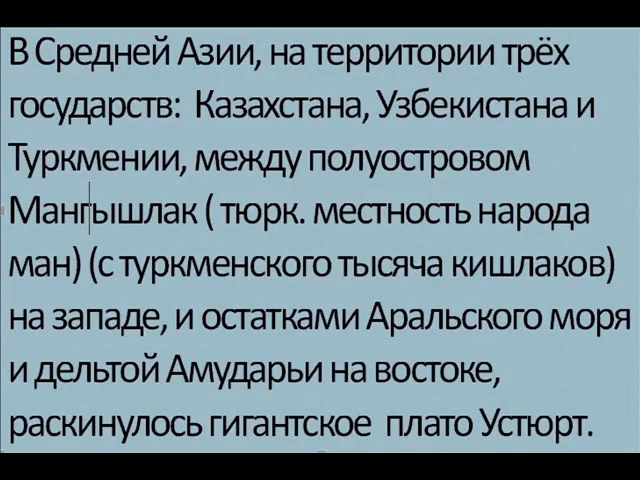 В Средней Азии, на территории трёх
государств: Казахстана, Узбекистана и
Туркмении, между полуостровом
Мангышлак ( тюрк. местность народа
ман) (с туркменского тысяча кишлаков)
на западе, и остатками Аральского моря
и дельтой Амударьи на востоке,
раскинулось гигантское плато Устюрт.